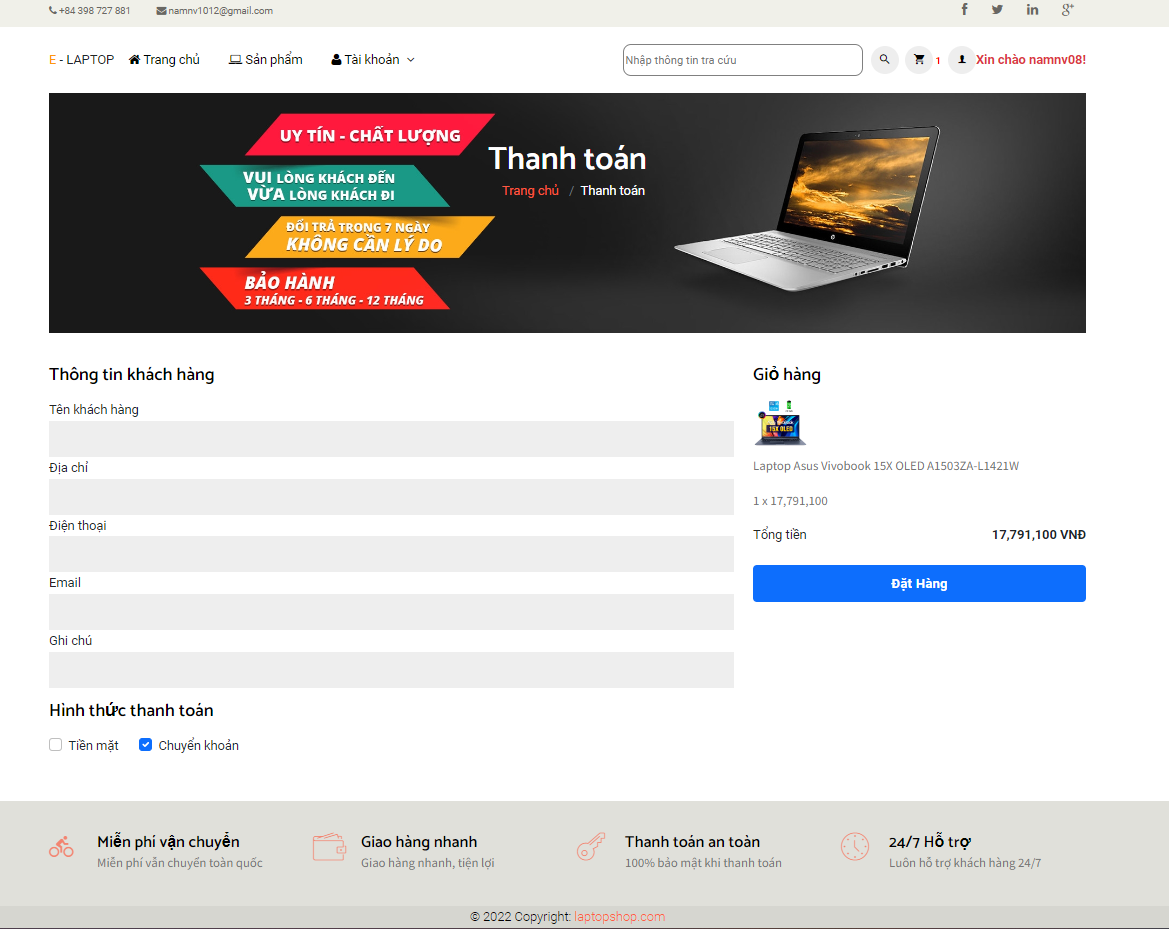 +84 398 727 881 namnv1012@gmail.com
E - LAPTOP Trang chủ Sản phẩm Tài khoản Nhập thông tin tra cứu 1 Xin chào namnv08!
UY TÍN - CHẤT LƯỢNG
VUI LÒNG KHÁCH ĐẾN
VỪA LÒNG KHÁCH ĐI
ĐỔI TRẢ TRONG 7 NGÀY
KHÔNG CẦN LÝ DO
BẢO HÀNH
3 THÁNG - 6 THÁNG - 12 THÁNG
Thanh toán
Trang chủ / Thanh toán
Thông tin khách hàng
Tên khách hàng
Địa chỉ
Điện thoại
Email
Ghi chú
Hình thức thanh toán
Tiền mặt Chuyển khoản
Giỏ hàng
15X OLED
Laptop Asus Vivobook 15X OLED A1503ZA-L1421W
1 x 17,791,100
Tổng tiền 17,791,100 VNĐ
Đặt Hàng
Miễn phí vận chuyển
Miễn phí vẫn chuyển toàn quốc
Giao hàng nhanh
Giao hàng nhanh, tiện lợi
Thanh toán an toàn
100% bảo mật khi thanh toán
24/7 Hỗ trợ
Luôn hỗ trợ khách hàng 24/7
© 2022 Copyright: laptopshop.com